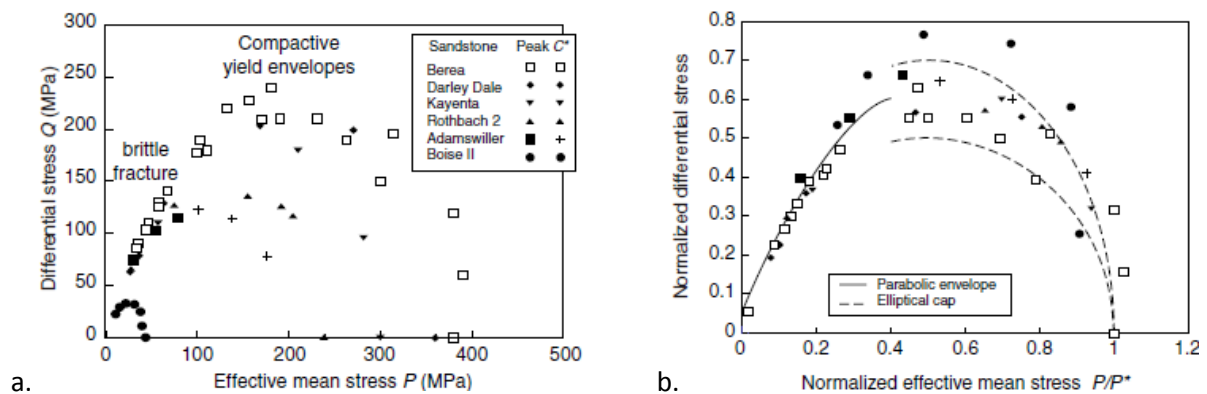 300
250
200
150
100
50
0
Differential stress Q (MPa)
Compactive
yield envelopes
brittle
fracture
Sandstone Peak C*
Berea
Darley Dale
Kayenta
Rothbach 2
Adamswiller
Boise II
0 100 200 300 400 500
Effective mean stress P (MPa)
a.
0.8
0.7
0.6
0.5
0.4
0.3
0.2
0.1
0
Normalized differential stress
Parabolic envelope
Elliptical cap
0 0.2 0.4 0.6 0.8 1 1.2
Normalized effective mean stress P/P*
b.